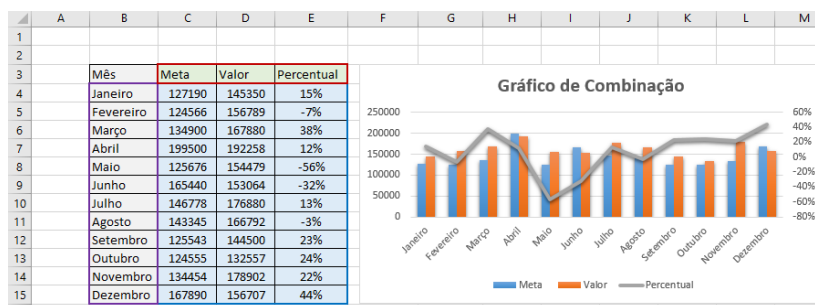 A B C D E F G H I J K L M
1
2
3 Mês Meta Valor Percentual
4 Janeiro 127190 145350 15%
5 Fevereiro 124566 156789 -7%
6 Março 134900 167880 38%
7 Abril 199500 192258 12%
8 Maio 125676 154479 -56%
9 Junho 165440 153064 -32%
10 Julho 146778 176880 13%
11 Agosto 143345 166792 -3%
12 Setembro 125543 144500 23%
13 Outubro 124555 132557 24%
14 Novembro 134454 178902 22%
15 Dezembro 167890 156707 44%
Gráfico de Combinação
250000
200000
150000
100000
50000
0
60%
40%
20%
0%
-20%
-40%
-60%
-80%
Janeiro Fevereiro Março Abril Maio Junho Julho Agosto Setembro Outubro Novembro Dezembro
Meta Valor Percentual